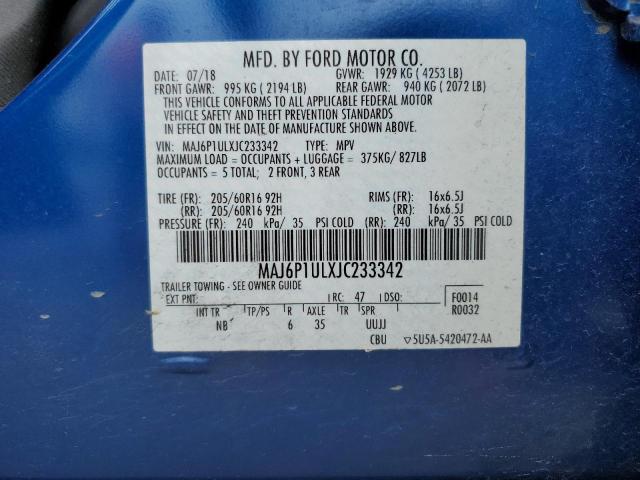 MFD. BY FORD MOTOR CO.
DATE: 07/18 GVWR: 1929 KG ( 4253 LB)
FRONT GAWR: 995 KG ( 2194 LB) REAR GAWR: 940 KG ( 2072 LB)
THIS VEHICLE CONFORMS TO ALL APPLICABLE FEDERAL MOTOR
VEHICLE SAFETY AND THEFT PREVENTION STANDARDS
IN EFFECT ON THE DATE OF MANUFACTURE SHOWN ABOVE.
VIN: MAJ6P1ULXJC233342 TYPE: MPV
MAXIMUM LOAD = OCCUPANTS + LUGGAGE = 375KG/ 827LB
OCCUPANTS = 5 TOTAL; 2 FRONT, 3 REAR
TIRE (FR): 205/60R16 92H RIMS (FR): 16x6.5J
(RR): 205/60R16 92H (RR): 16x6.5J
PRESSURE (FR): 240 kPa/ 35 PSI COLD (RR): 240 kPa/ 35 PSI COLD
MAJ6P1ULXJC233342
TRAILER TOWING - SEE OWNER GUIDE
EXT PNT: RC: 47 DSO: F0014
INT TR TP/PS R AXLE TR SPR R0032
NB 6 35 UUJJ
CBU ▽5U5A-5420472-AA